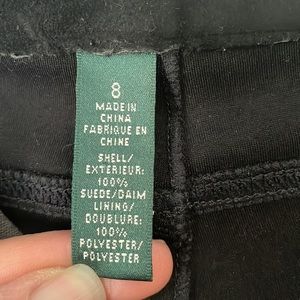 8
MADE IN
CHINA
FABRIQUE EN
CHINE
SHELL/
EXTERIEUR:
100%
SUEDE/DAIM
LINING/
DOUBLURE:
100%
POLYESTER/
POLYESTER